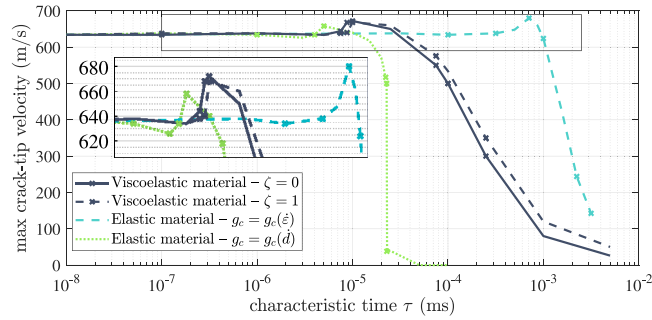 700
600
500
400
300
200
100
0
max crack-tip velocity (m/s)
680
660
640
620
Viscoelastic material – ζ = 0
Viscoelastic material – ζ = 1
Elastic material – g_c = g_c(ε̇)
Elastic material – g_c = g_c(ḋ)
10^-8 10^-7 10^-6 10^-5 10^-4 10^-3 10^-2
characteristic time τ (ms)